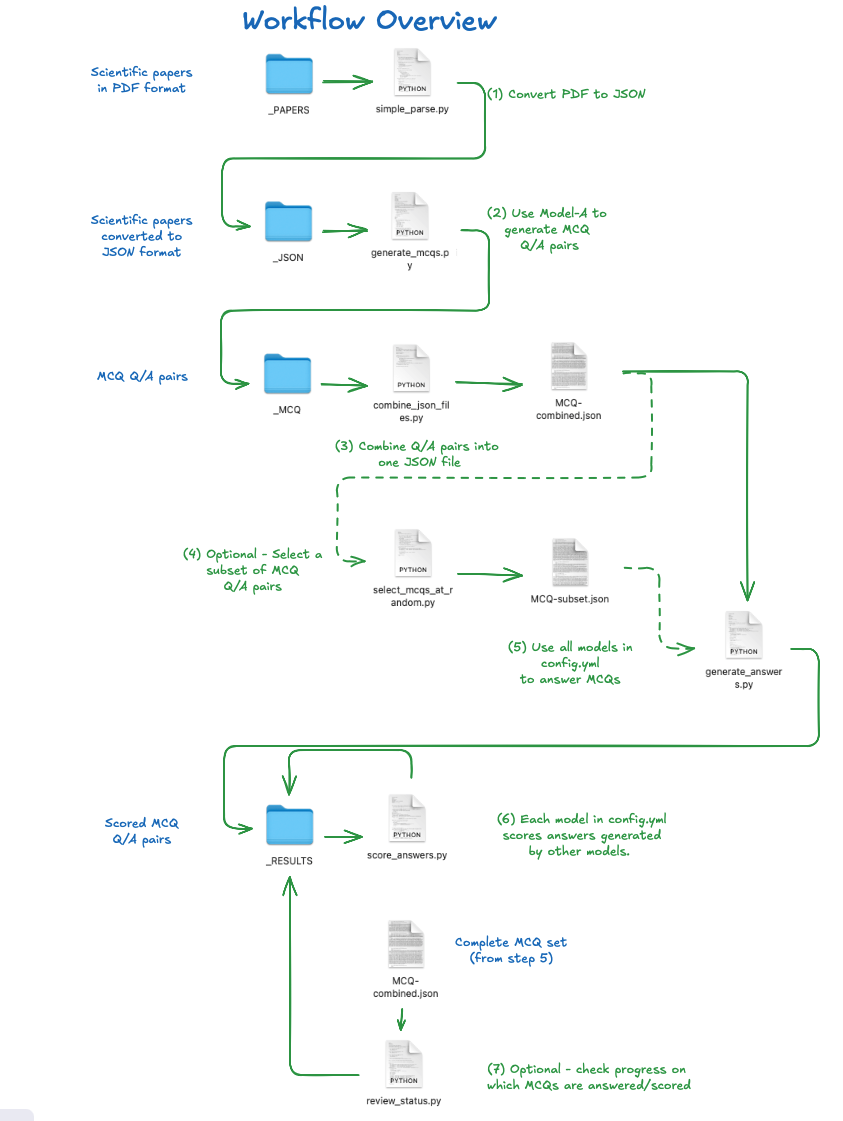 Workflow Overview
Scientific papers
in PDF format
_PAPERS
PYTHON
simple_parse.py
(1) Convert PDF to JSON
Scientific papers
converted to
JSON format
_JSON
PYTHON
generate_mcqs.p
y
(2) Use Model-A to
generate MCQ
Q/A pairs
MCQ Q/A pairs
_MCQ
PYTHON
combine_json_fil
es.py
MCQ-
combined.json
(3) Combine Q/A pairs into
one JSON file
(4) Optional - Select a
subset of MCQ
Q/A pairs
PYTHON
select_mcqs_at_r
andom.py
MCQ-subset.json
(5) Use all models in
config.yml
to answer MCQs
PYTHON
generate_answer
s.py
Scored MCQ
Q/A pairs
_RESULTS
PYTHON
score_answers.py
(6) Each model in config.yml
scores answers generated
by other models.
MCQ-
combined.json
Complete MCQ set
(from step 5)
PYTHON
review_status.py
(7) Optional - check progress on
which MCQs are answered/scored